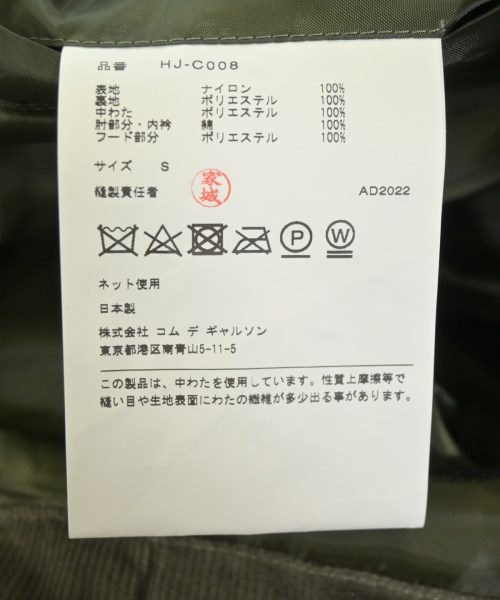 品番 HJ-C008
表地 ナイロン 100%
裏地 ポリエステル 100%
中わた ポリエステル 100%
肘部分・内衿 綿 100%
フード部分 ポリエステル 100%
サイズ S
縫製責任者 家城 AD2022
P W
ネット使用
日本製
株式会社 コム デ ギャルソン
東京都港区南青山5-11-5
この製品は、中わたを使用しています。性質上摩擦等で
縫い目や生地表面にわたの繊維が多少出る事があります。